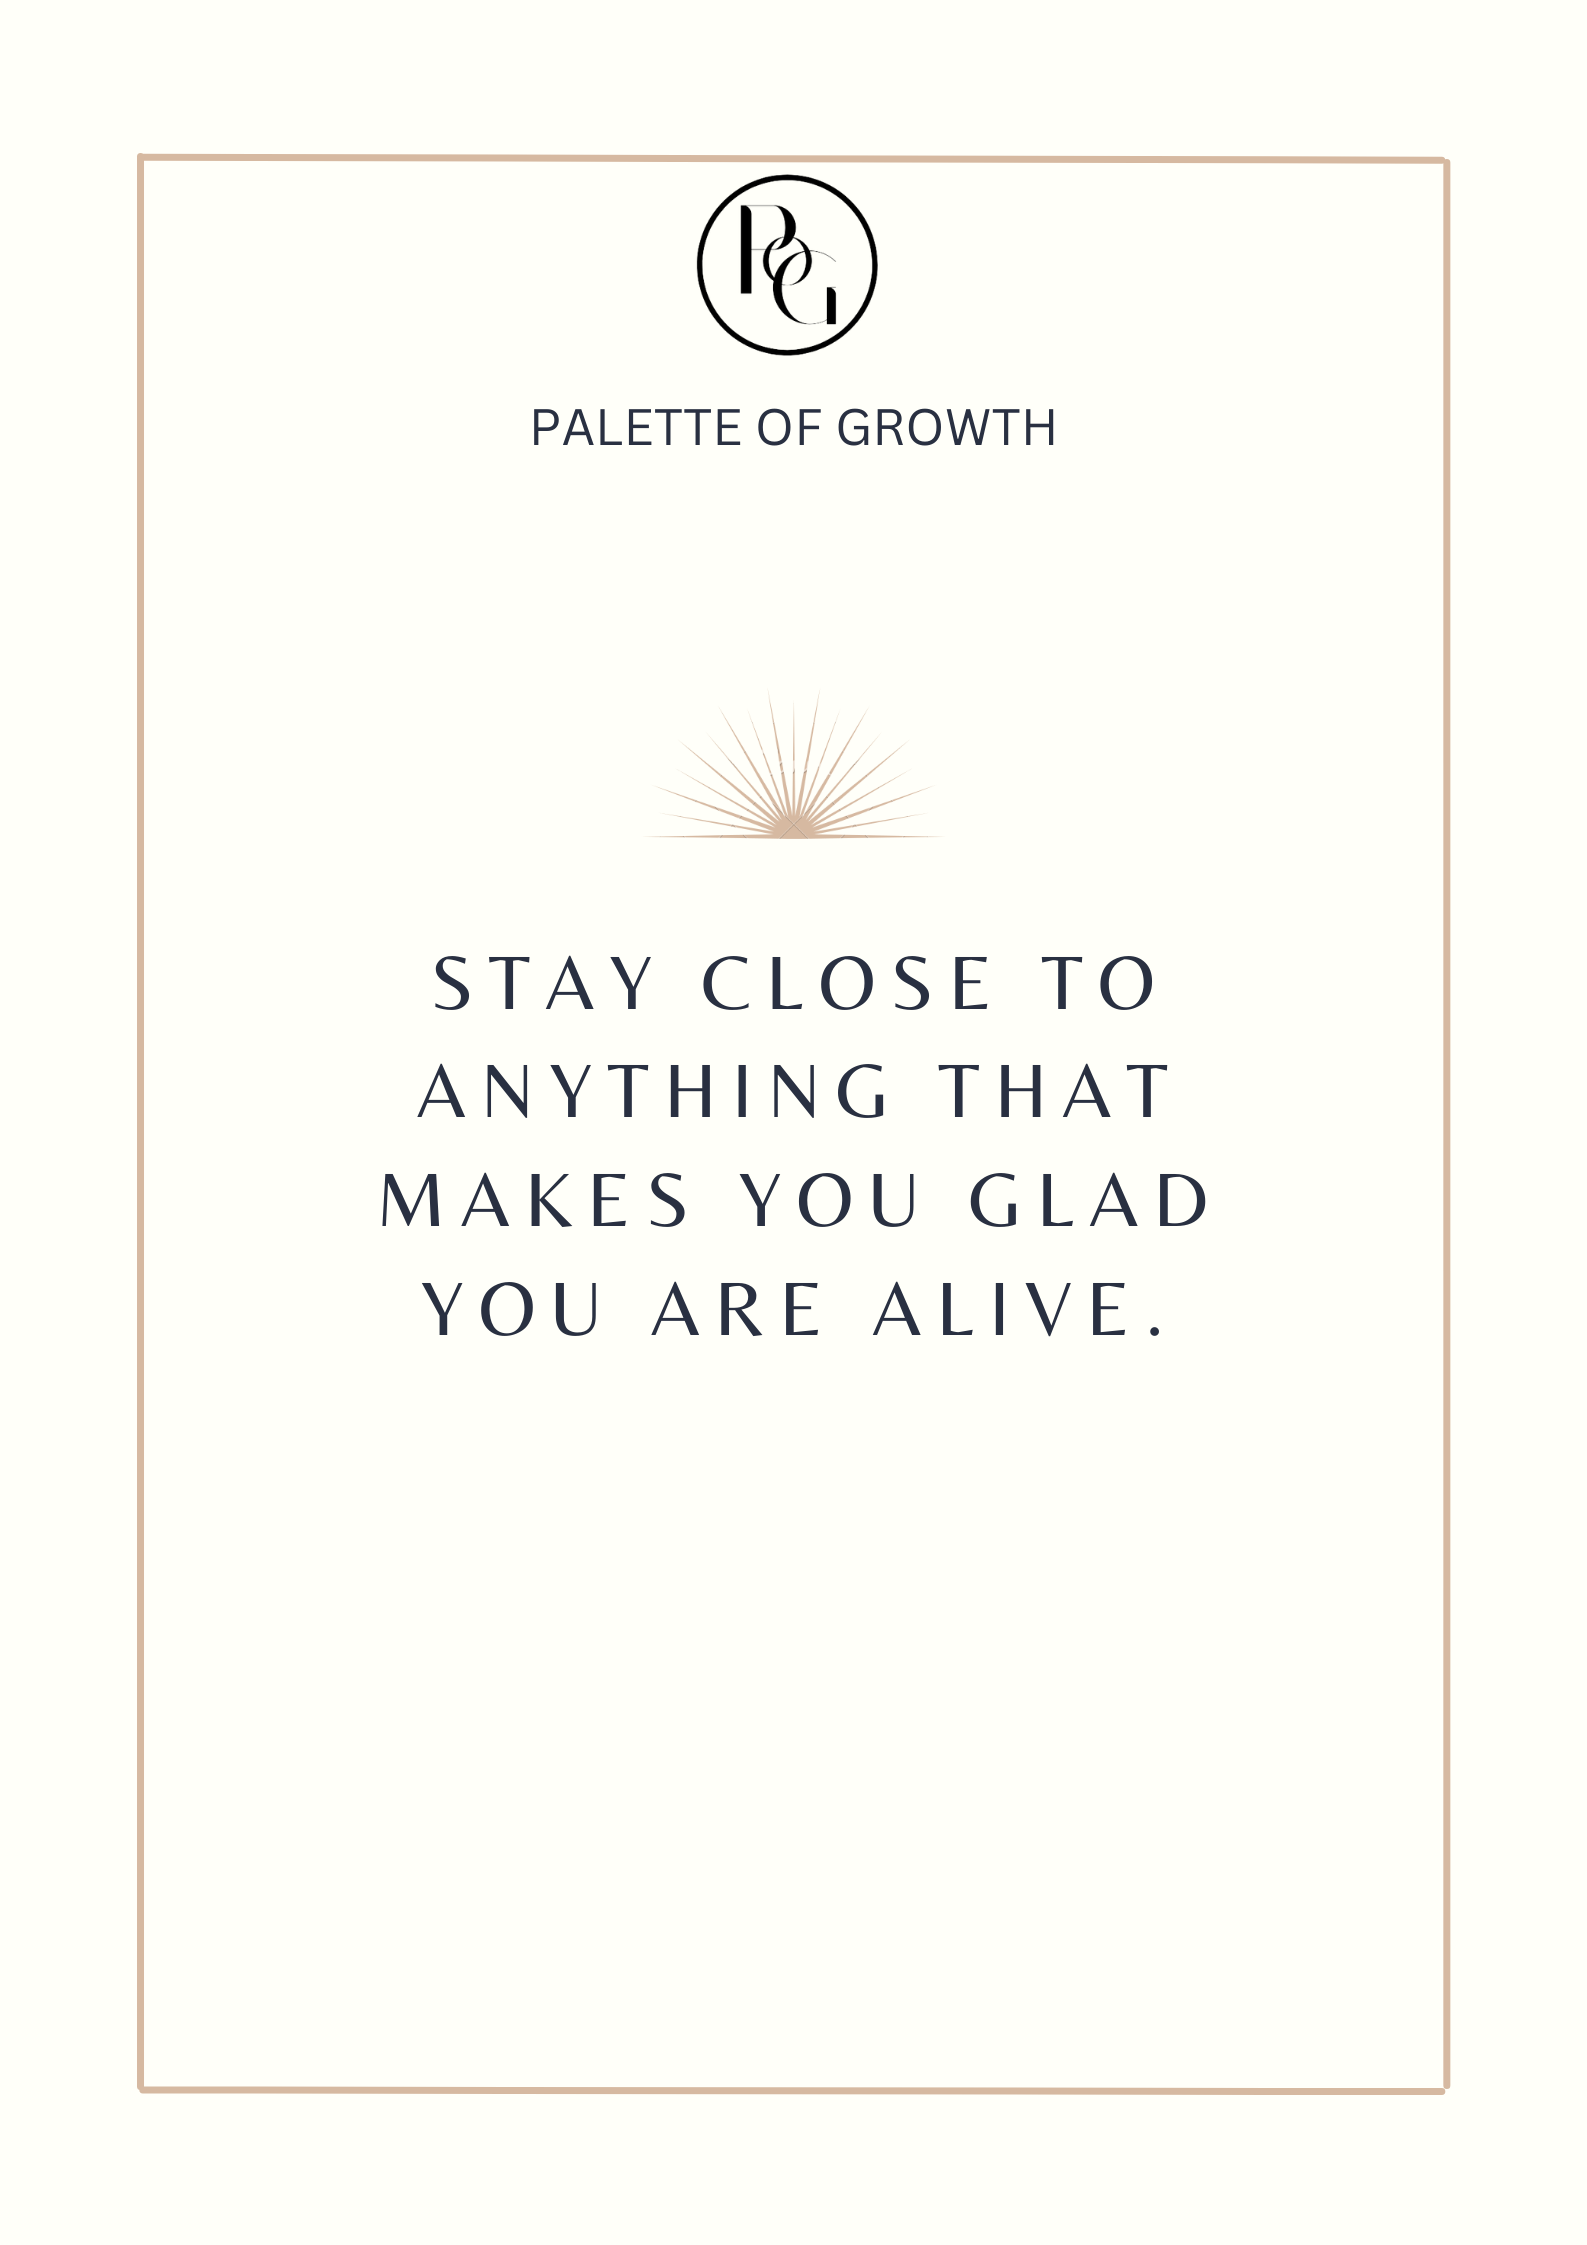 POG
PALETTE OF GROWTH
STAY CLOSE TO
ANYTHING THAT
MAKES YOU GLAD
YOU ARE ALIVE.